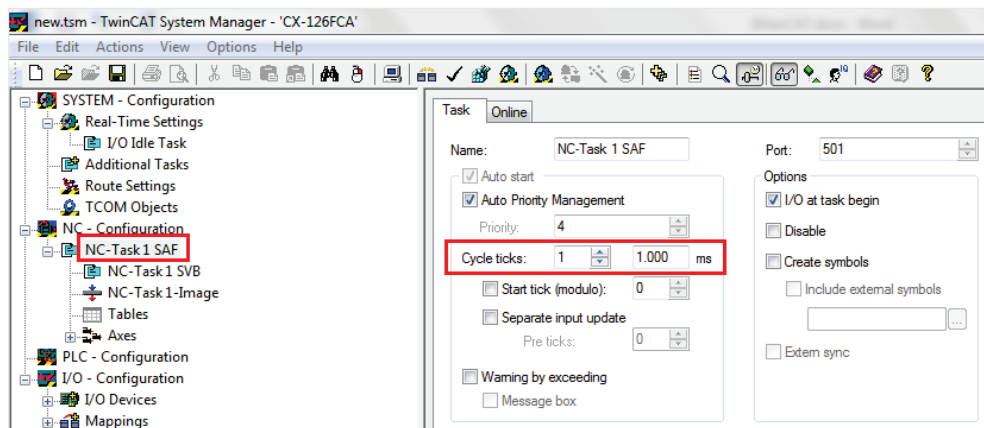 new.tsm - TwinCAT System Manager - 'CX-126FCA'
File Edit Actions View Options Help
SYSTEM - Configuration
Real-Time Settings
I/O Idle Task
Additional Tasks
Route Settings
TCOM Objects
NC - Configuration
NC-Task 1 SAF
NC-Task 1 SVB
NC-Task 1-Image
Tables
Axes
PLC - Configuration
I/O - Configuration
I/O Devices
Mappings
Task Online
Name: NC-Task 1 SAF
Auto start
Auto Priority Management
Priority: 4
Cycle ticks: 1 1.000 ms
Start tick (modulo): 0
Separate input update
Pre ticks: 0
Warning by exceeding
Message box
Port: 501
Options
I/O at task begin
Disable
Create symbols
Include external symbols
...
Extern sync